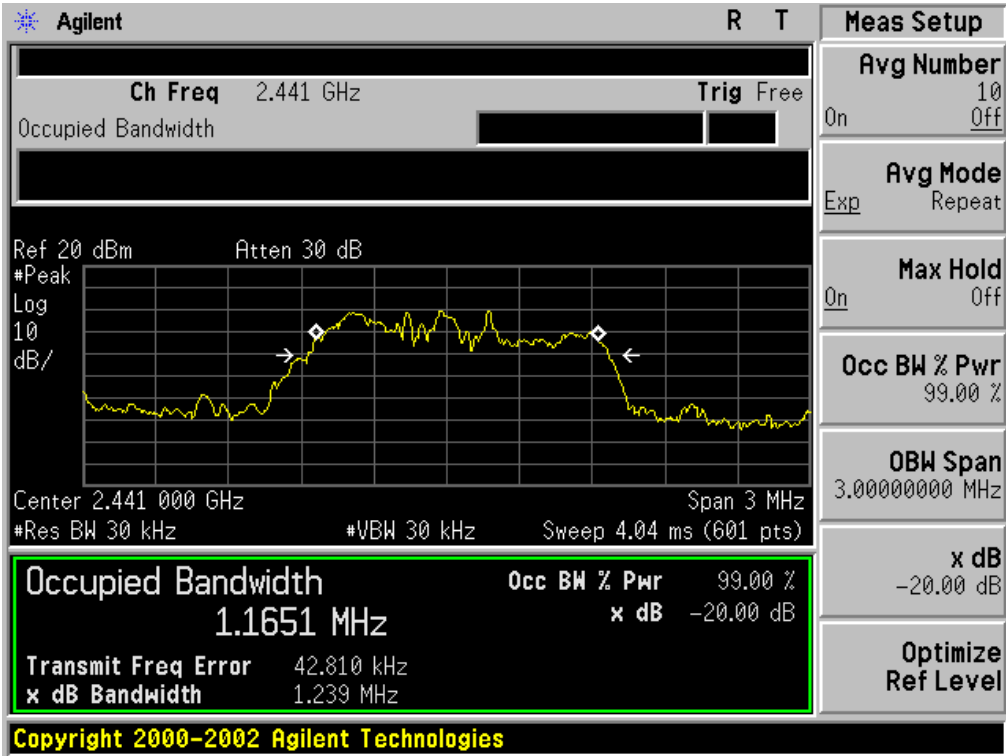 Agilent R T
Ch Freq 2.441 GHz Trig Free
Occupied Bandwidth
Ref 20 dBm Atten 30 dB
#Peak
Log
10
dB/
Center 2.441 000 GHz Span 3 MHz
#Res BW 30 kHz #VBW 30 kHz Sweep 4.04 ms (601 pts)
Occupied Bandwidth
1.1651 MHz
Occ BW % Pwr 99.00 %
x dB -20.00 dB
Transmit Freq Error 42.810 kHz
x dB Bandwidth 1.239 MHz
Copyright 2000-2002 Agilent Technologies
Meas Setup
Avg Number
10
On Off
Avg Mode
Exp Repeat
Max Hold
On Off
Occ BW % Pwr
99.00 %
OBW Span
3.00000000 MHz
x dB
-20.00 dB
Optimize
Ref Level